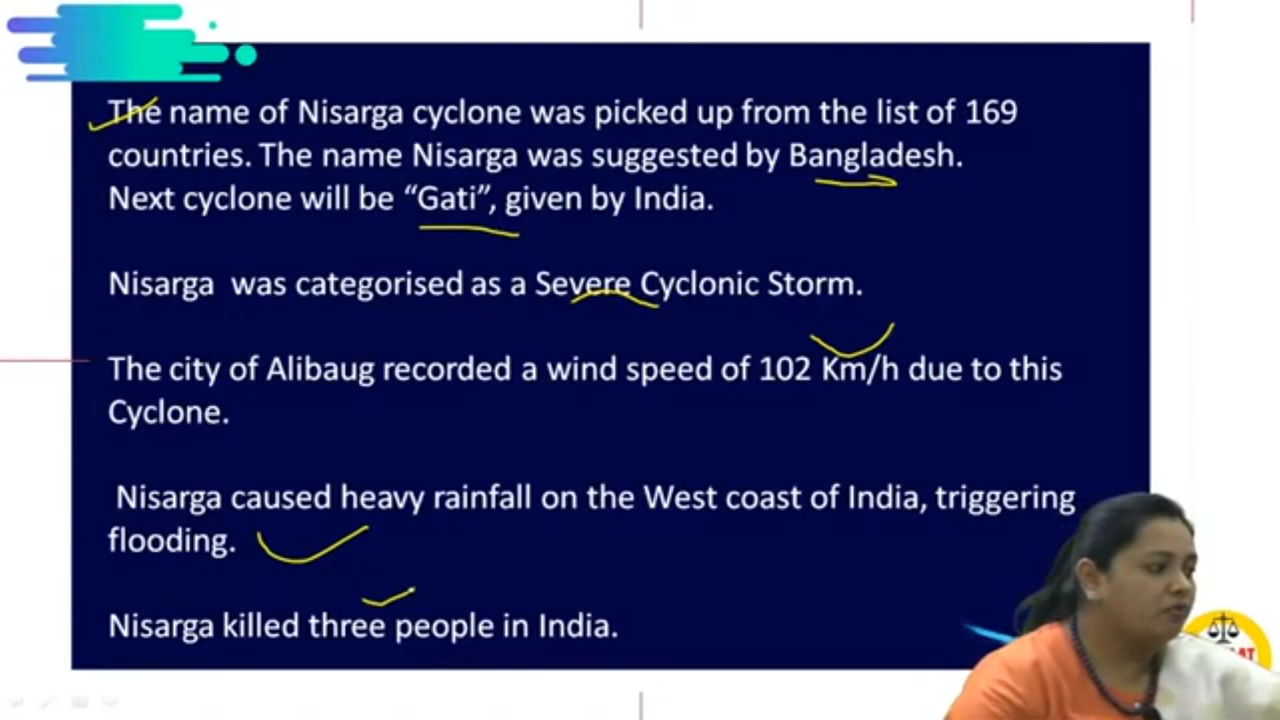 The name of Nisarga cyclone was picked up from the list of 169
countries. The name Nisarga was suggested by Bangladesh.
Next cyclone will be “Gati”, given by India.
Nisarga was categorised as a Severe Cyclonic Storm.
The city of Alibaug recorded a wind speed of 102 Km/h due to this
Cyclone.
Nisarga caused heavy rainfall on the West coast of India, triggering
flooding.
Nisarga killed three people in India.